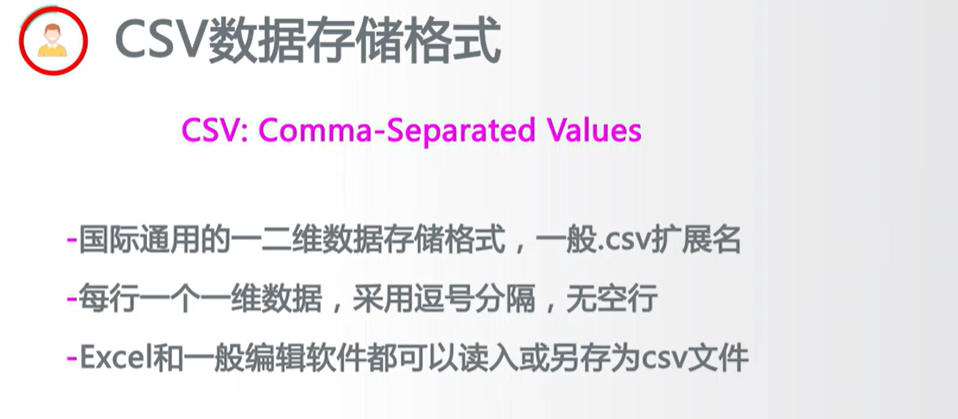 CSV数据存储格式
CSV: Comma-Separated Values
-国际通用的一二维数据存储格式，一般.csv扩展名
-每行一个一维数据，采用逗号分隔，无空行
-Excel和一般编辑软件都可以读入或另存为csv文件